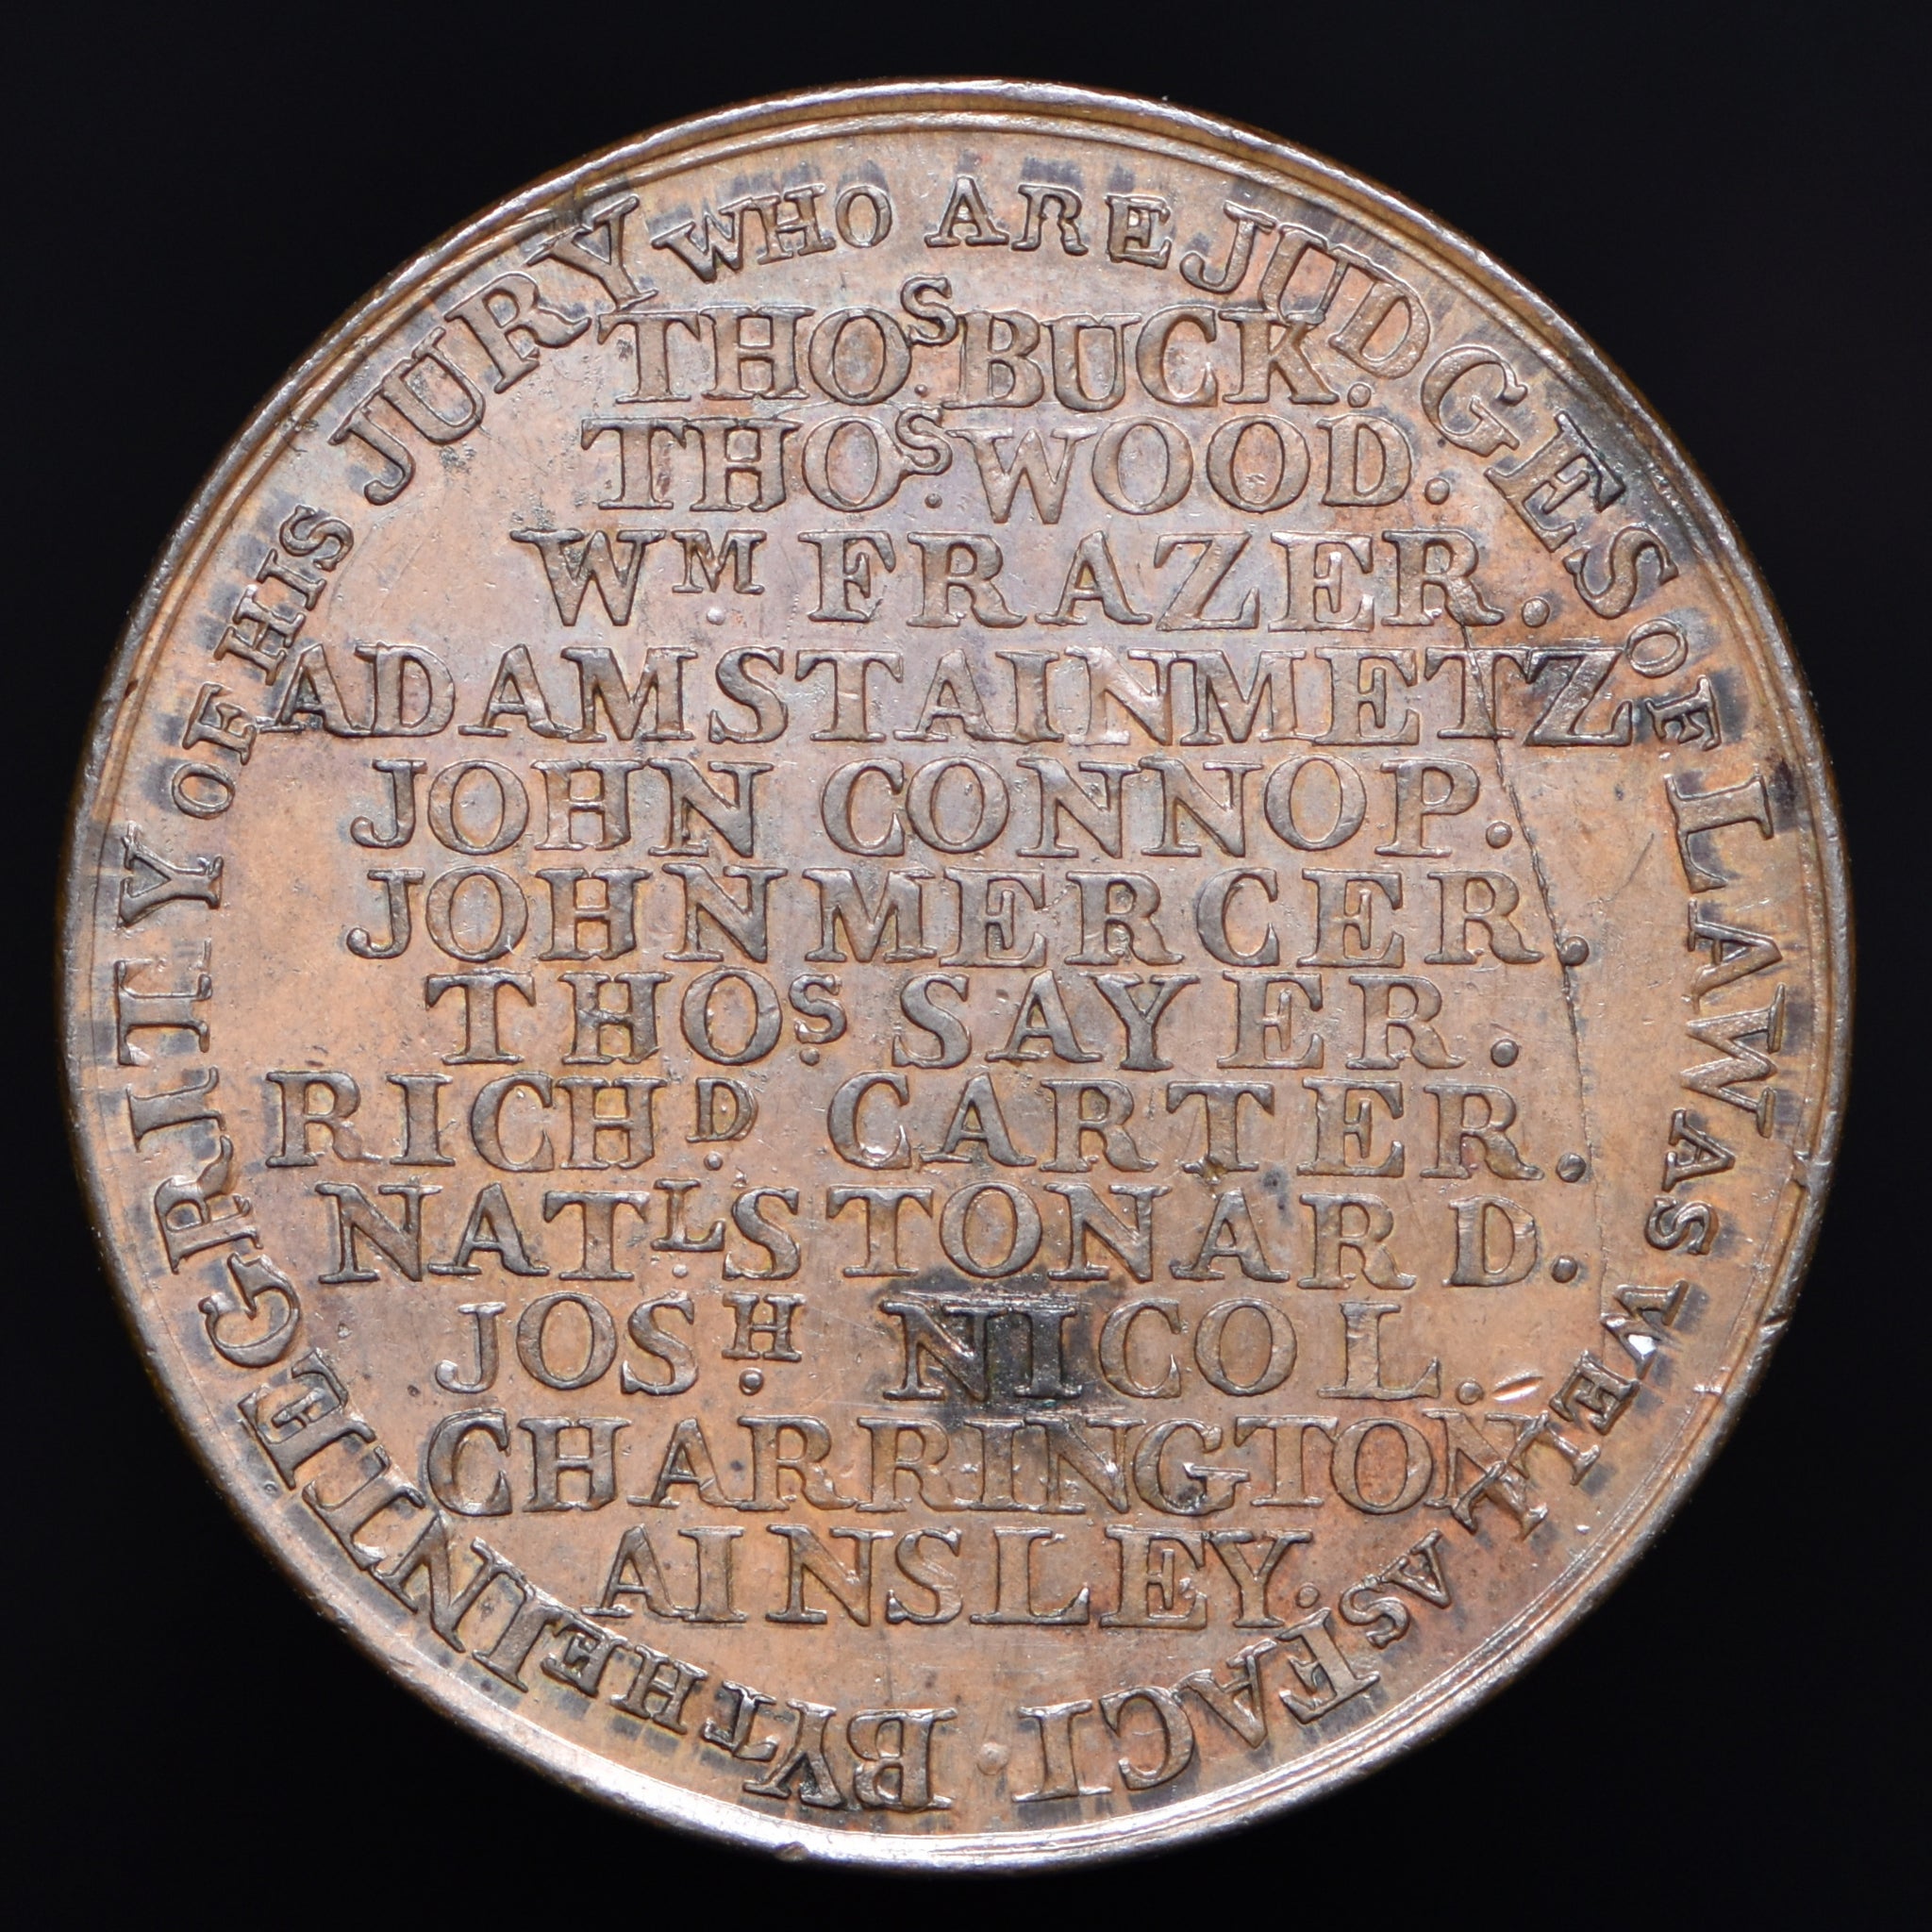 BY THE INTEGRITY OF HIS JURY WHO ARE JUDGES OF LAW AS WELL AS FACT ·
THOS. BUCK.
THOS. WOOD.
WM. FRAZER.
ADAM STAINMETZ
JOHN CONNOP.
JOHN MERCER.
THOS. SAYER.
RICHD. CARTER.
NATL. STONARD.
JOSH. NICOL.
CHARRINGTON
AINSLEY.